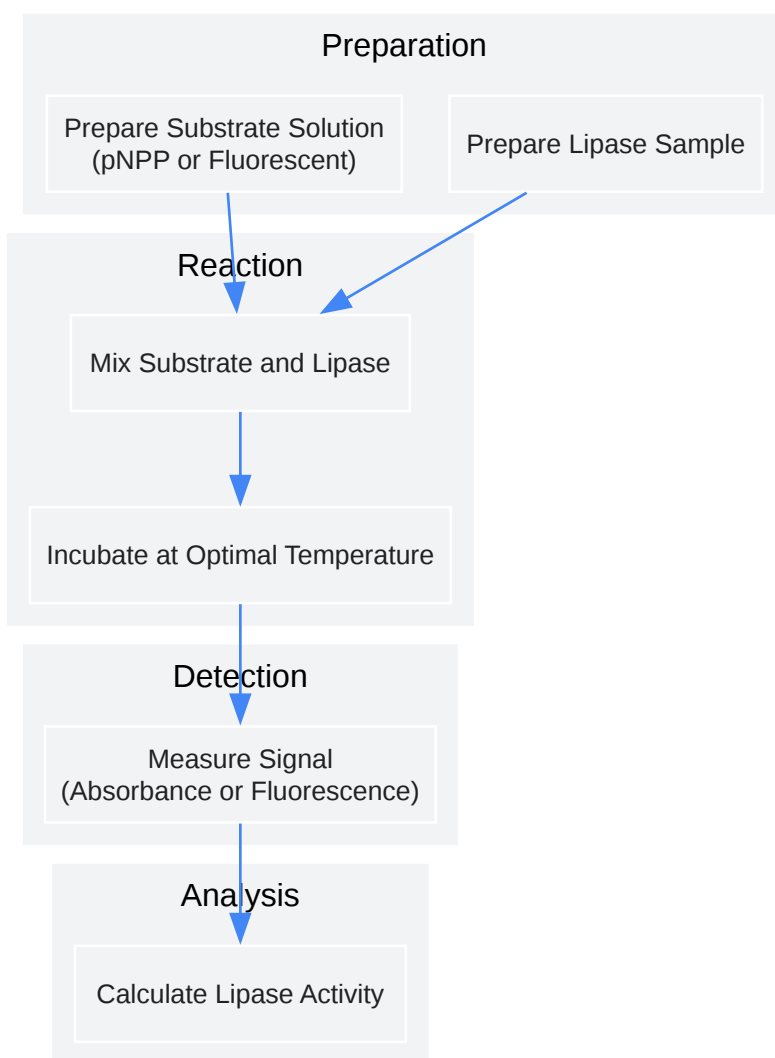 Preparation
Prepare Substrate Solution
(pNPP or Fluorescent)
Prepare Lipase Sample
Reaction
Mix Substrate and Lipase
Incubate at Optimal Temperature
Detection
Measure Signal
(Absorbance or Fluorescence)
Analysis
Calculate Lipase Activity